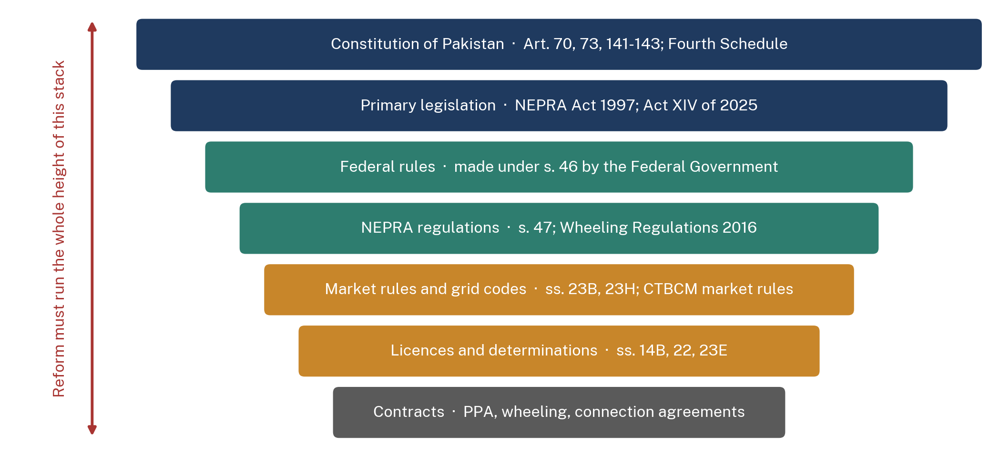 Reform must run the whole height of this stack
Constitution of Pakistan · Art. 70, 73, 141-143; Fourth Schedule
Primary legislation · NEPRA Act 1997; Act XIV of 2025
Federal rules · made under s. 46 by the Federal Government
NEPRA regulations · s. 47; Wheeling Regulations 2016
Market rules and grid codes · ss. 23B, 23H; CTBCM market rules
Licences and determinations · ss. 14B, 22, 23E
Contracts · PPA, wheeling, connection agreements